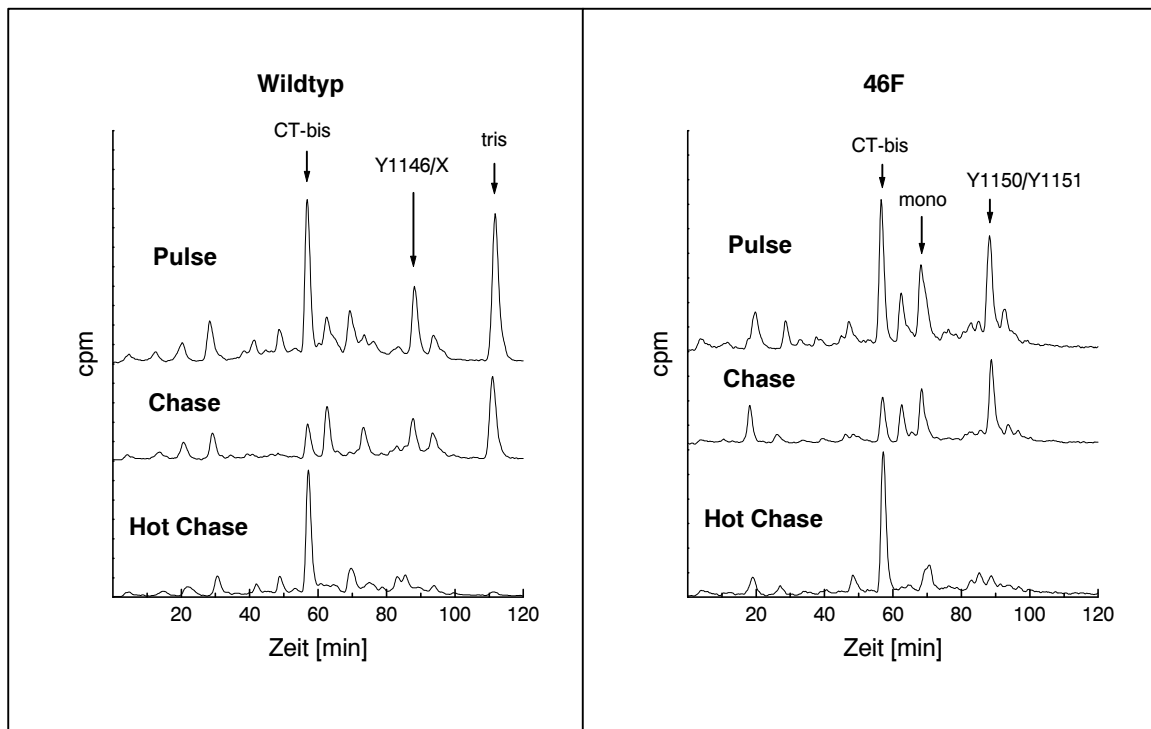 Wildtyp
CT-bis
Y1146/X
tris
Pulse
Chase
Hot Chase
cpm
20 40 60 80 100 120
Zeit [min]
46F
CT-bis
mono
Y1150/Y1151
Pulse
Chase
Hot Chase
cpm
20 40 60 80 100 120
Zeit [min]